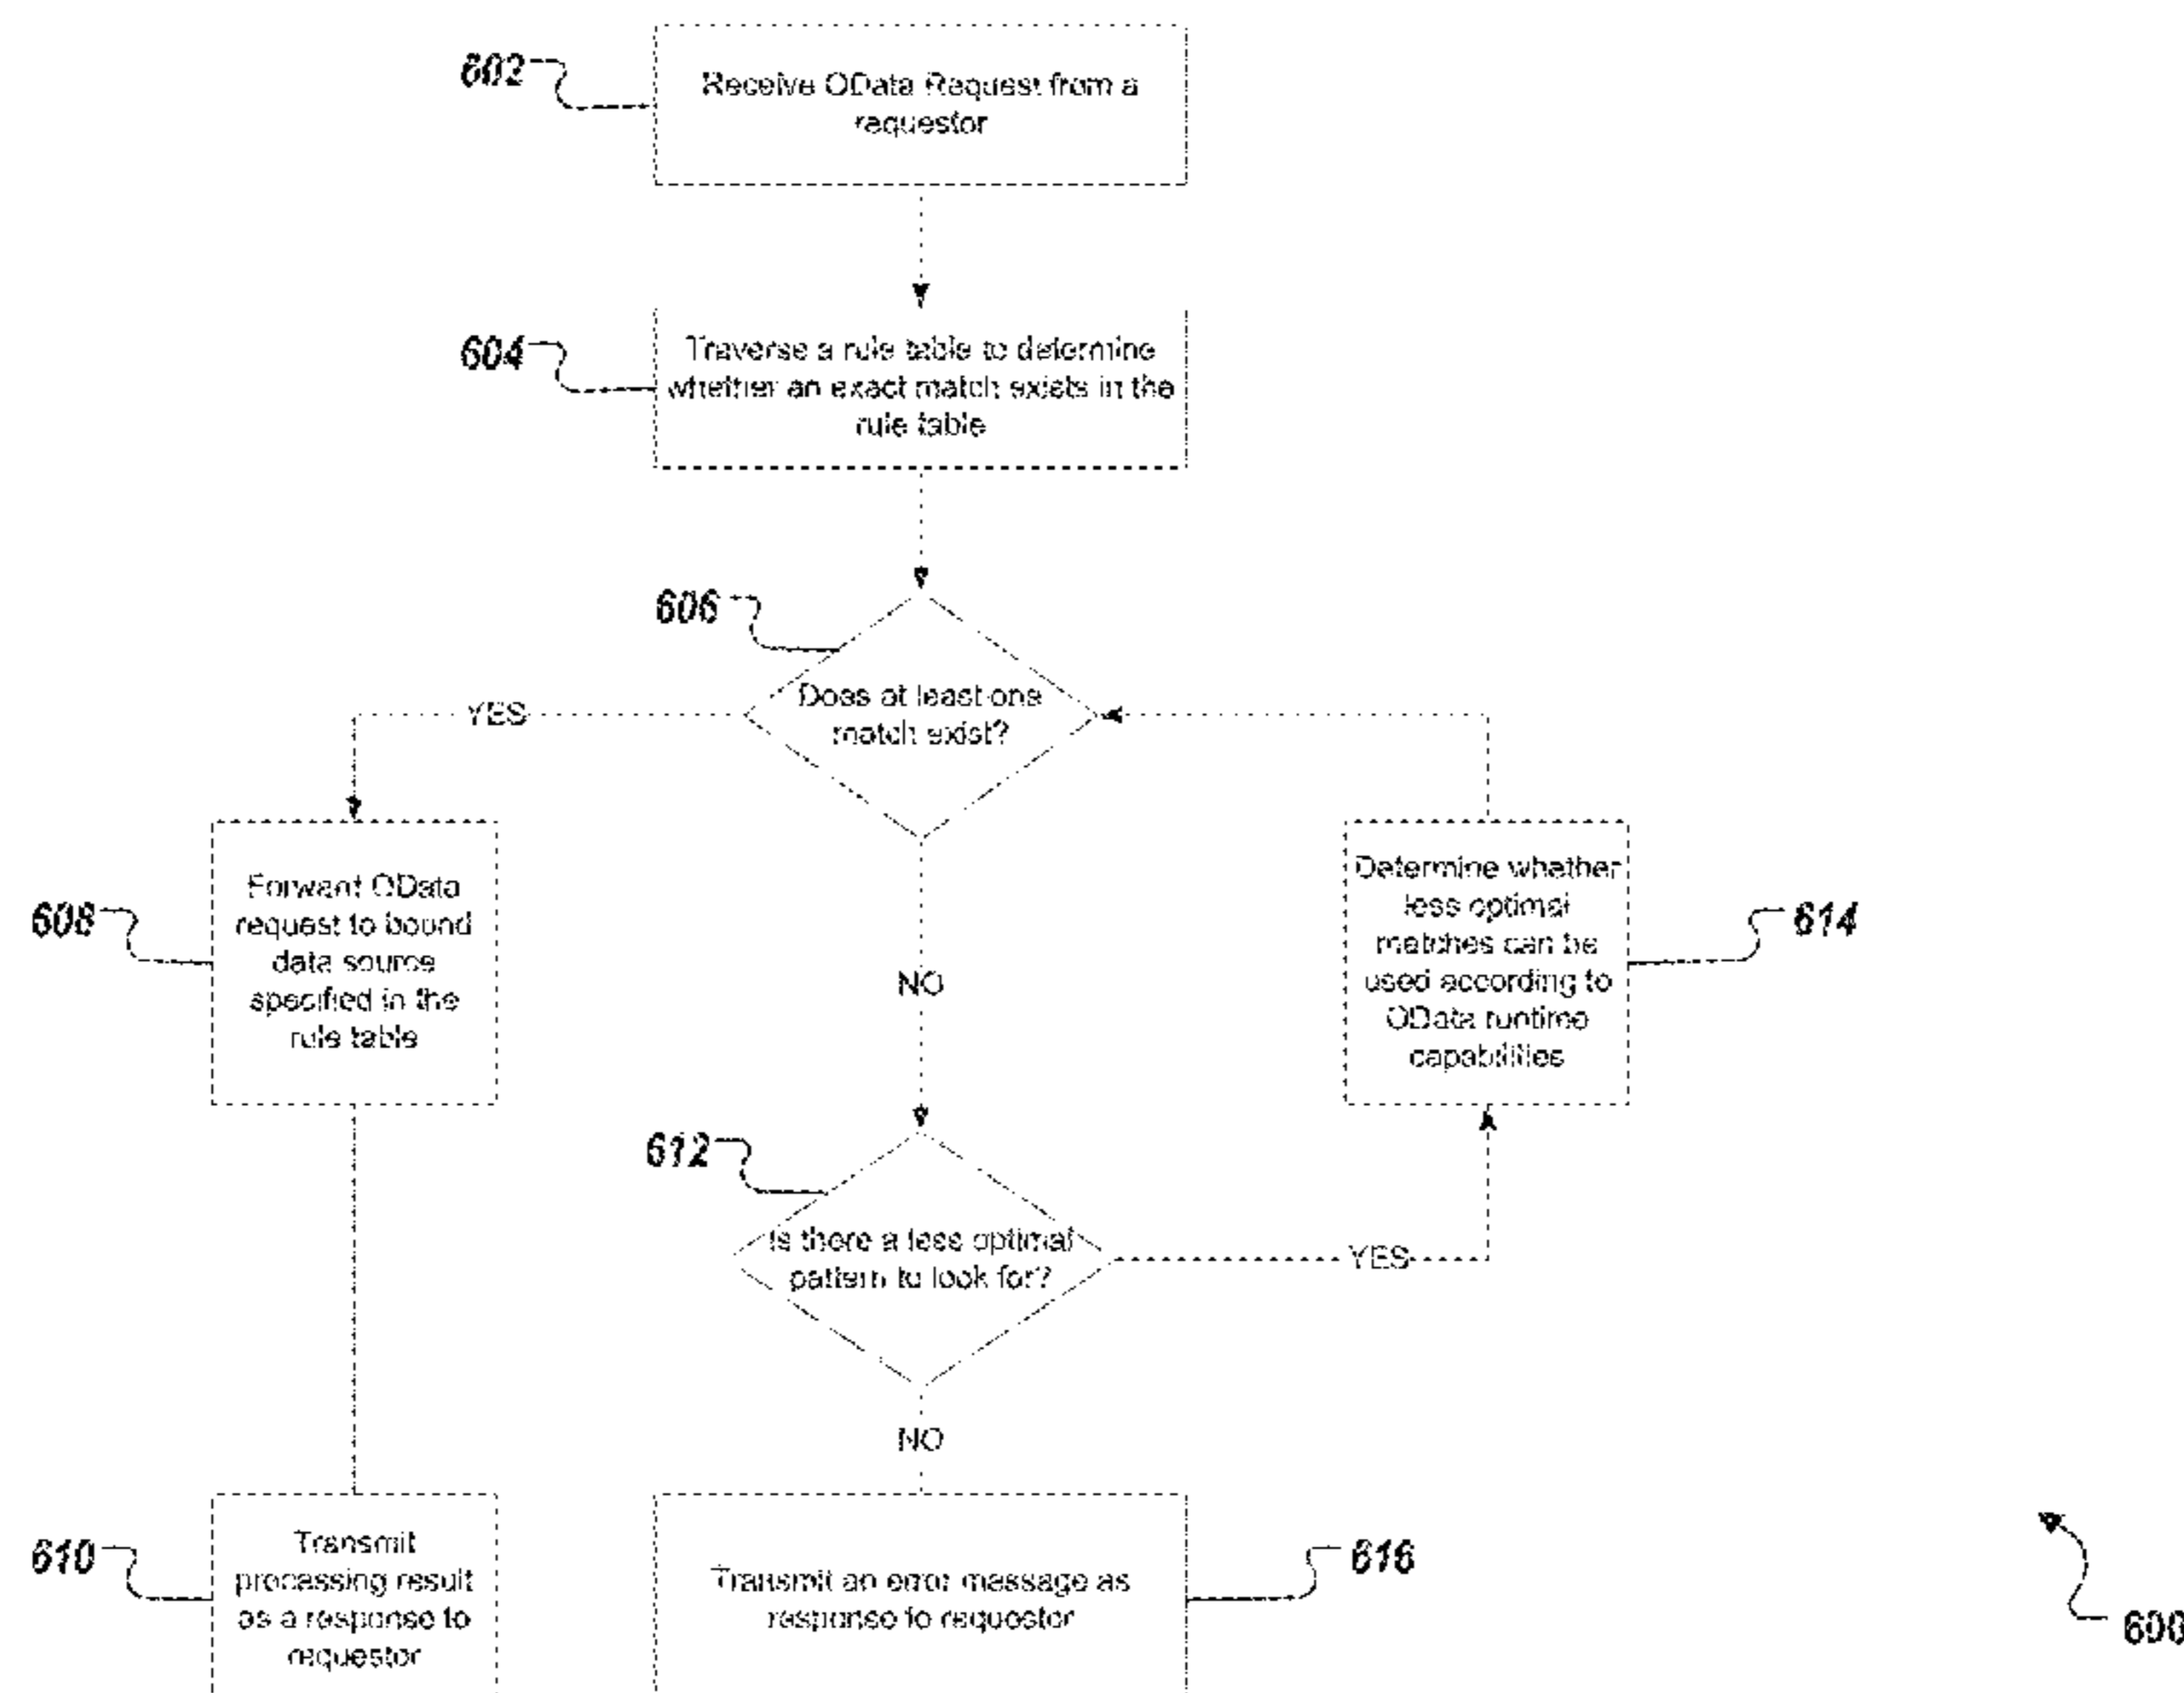 602
Receive OData Request from a
requestor
604
Traverse a rule table to determine
whether an exact match exists in the
rule table
606
Does at least one
match exist?
YES
608
Forward OData
request to bound
data source
specified in the
rule table
NO
Determine whether
less optimal
matches can be
used according to
OData runtime
capabilities
614
612
Is there a less optimal
pattern to look for?
YES
NO
610
Transmit
processing result
as a response to
requestor
Transmit an error message as
response to requestor
616
600